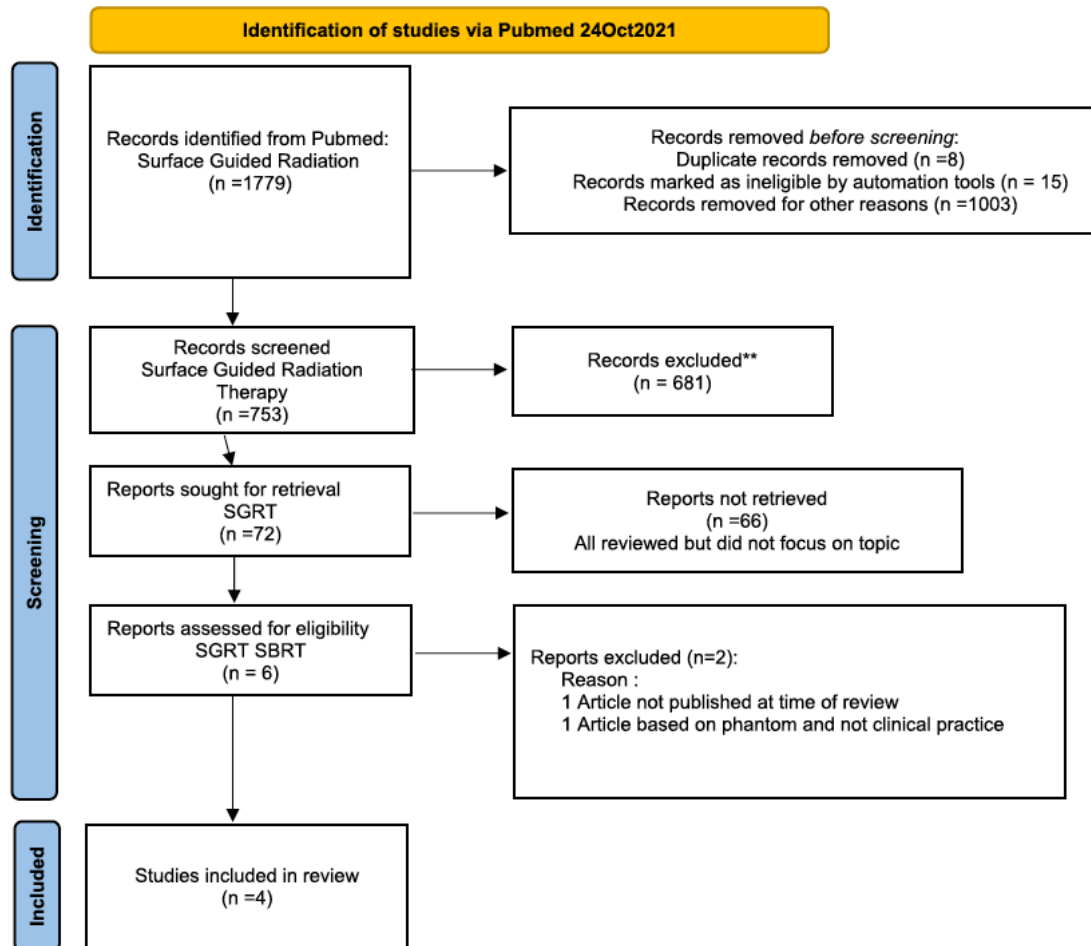 Identification of studies via Pubmed 24Oct2021
Identification
Records identified from Pubmed:
Surface Guided Radiation
(n =1779)
Records removed before screening:
Duplicate records removed (n =8)
Records marked as ineligible by automation tools (n = 15)
Records removed for other reasons (n =1003)
Screening
Records screened
Surface Guided Radiation
Therapy
(n =753)
Records excluded**
(n = 681)
Reports sought for retrieval
SGRT
(n =72)
Reports not retrieved
(n =66)
All reviewed but did not focus on topic
Reports assessed for eligibility
SGRT SBRT
(n = 6)
Reports excluded (n=2):
Reason :
1 Article not published at time of review
1 Article based on phantom and not clinical practice
Included
Studies included in review
(n =4)